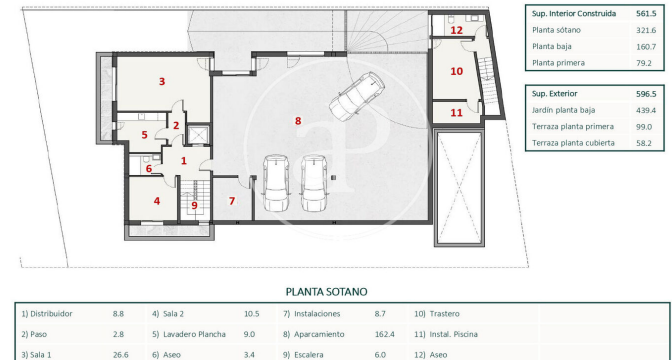 Sup. Interior Construida 561.5
Planta sótano 321.6
Planta baja 160.7
Planta primera 79.2
Sup. Exterior 596.5
Jardín planta baja 439.4
Terraza planta primera 99.0
Terraza planta cubierta 58.2
12
10
11
3
8
2
5
1
6
4
9
7
aP
PLANTA SOTANO
1) Distribuidor 8.8 4) Sala 2 10.5 7) Instalaciones 8.7 10) Trastero
2) Paso 2.8 5) Lavadero Plancha 9.0 8) Aparcamiento 162.4 11) Instal. Piscina
3) Sala 1 26.6 6) Aseo 3.4 9) Escalera 6.0 12) Aseo